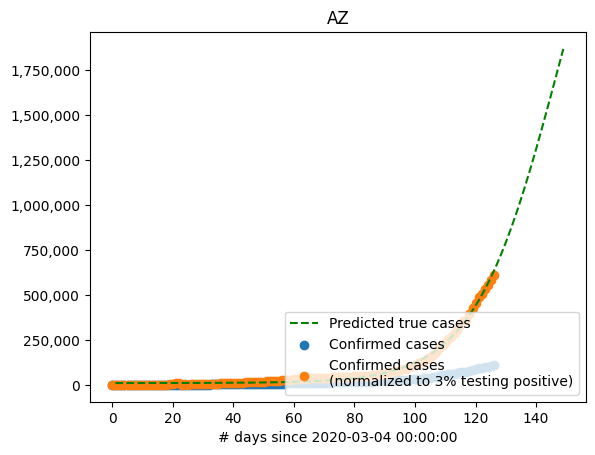 AZ
1,750,000
1,500,000
1,250,000
1,000,000
750,000
500,000
250,000
0
Predicted true cases
Confirmed cases
Confirmed cases
(normalized to 3% testing positive)
0 20 40 60 80 100 120 140
# days since 2020-03-04 00:00:00